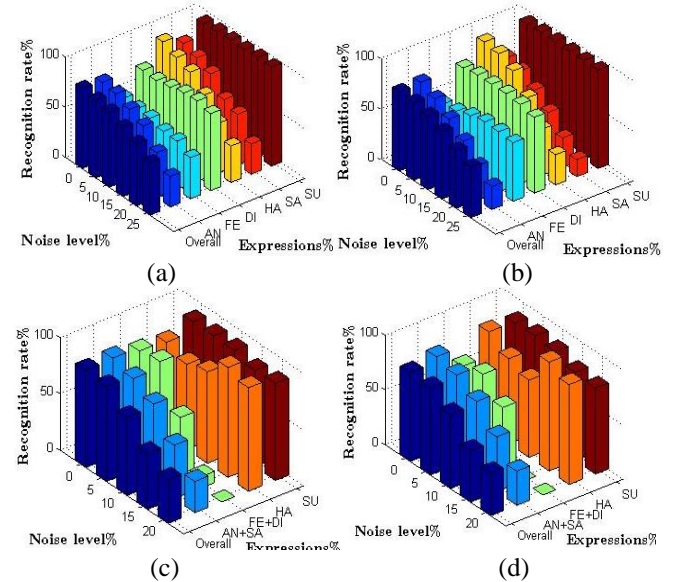 100
50
0
Recognition rate%
0
5
10
15
20
25
Noise level%
Overall
AN
FE
DI
HA
SA
SU
Expressions%
(a)
100
50
0
Recognition rate%
0
5
10
15
20
25
Noise level%
Overall
AN
FE
DI
HA
SA
SU
Expressions%
(b)
100
50
0
Recognition rate%
0
5
10
15
20
Noise level%
Overall
AN+SA
FE+DI
HA
SU
Expressions%
(c)
100
50
0
Recognition rate%
0
5
10
15
20
Noise level%
Overall
AN+SA
FE+DI
HA
SU
Expressions%
(d)